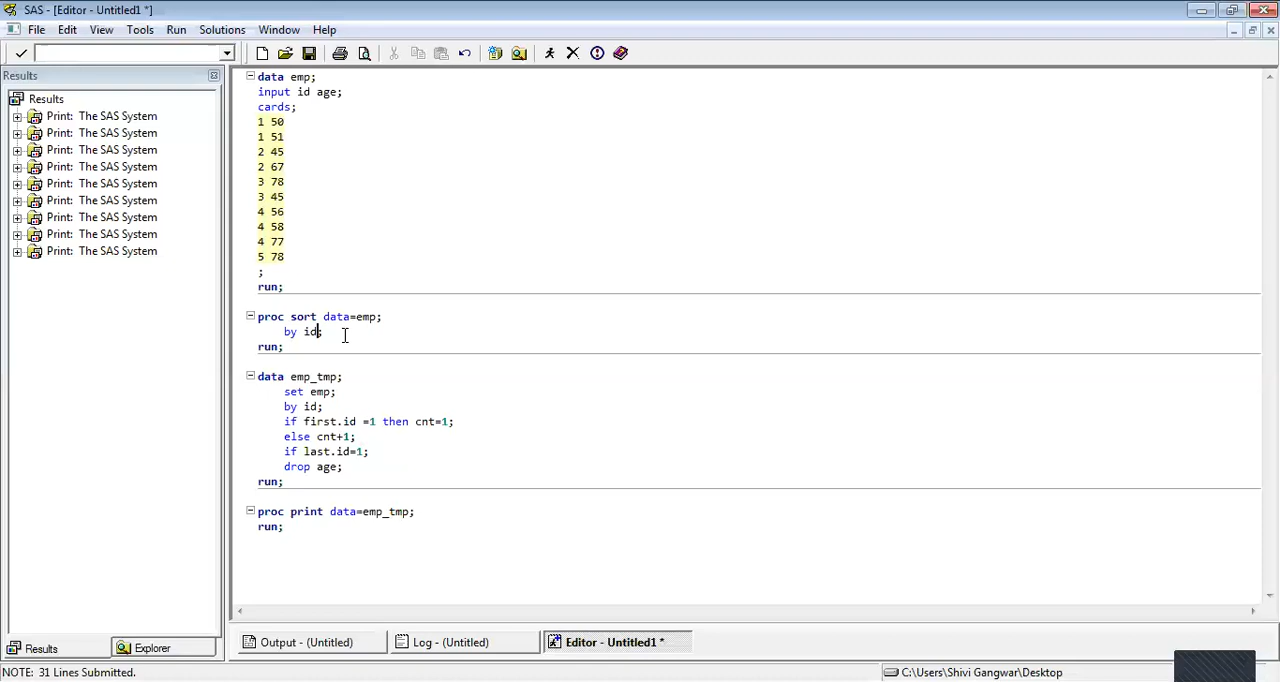 SAS - [Editor - Untitled1 *]
File Edit View Tools Run Solutions Window Help
Results
Results
Print: The SAS System
Print: The SAS System
Print: The SAS System
Print: The SAS System
Print: The SAS System
Print: The SAS System
Print: The SAS System
Print: The SAS System
Print: The SAS System
data emp;
input id age;
cards;
1 50
1 51
2 45
2 67
3 78
3 45
4 56
4 58
4 77
5 78
;
run;
proc sort data=emp;
by id;
run;
data emp_tmp;
set emp;
by id;
if first.id =1 then cnt=1;
else cnt+1;
if last.id=1;
drop age;
run;
proc print data=emp_tmp;
run;
Results Explorer
Output - (Untitled) Log - (Untitled) Editor - Untitled1 *
NOTE: 31 Lines Submitted. C:\Users\Shivi Gangwar\Desktop